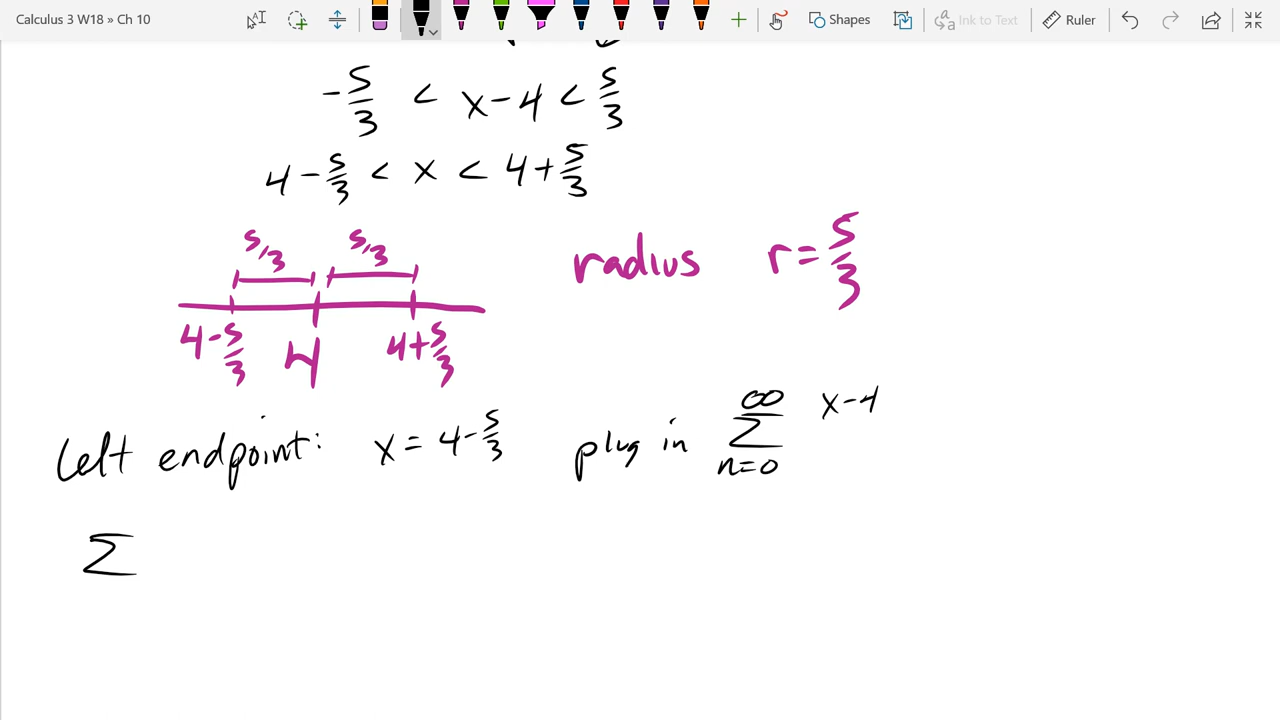 Calculus 3 W18 » Ch 10
Shapes
Link to Text
Ruler
-5/3 < x-4 < 5/3
4-5/3 < x < 4+5/3
5/3 5/3
radius r=5/3
4-5/3 4 4+5/3
Left endpoint: x=4-5/3 plug in ∞∑n=0 x-4
∑